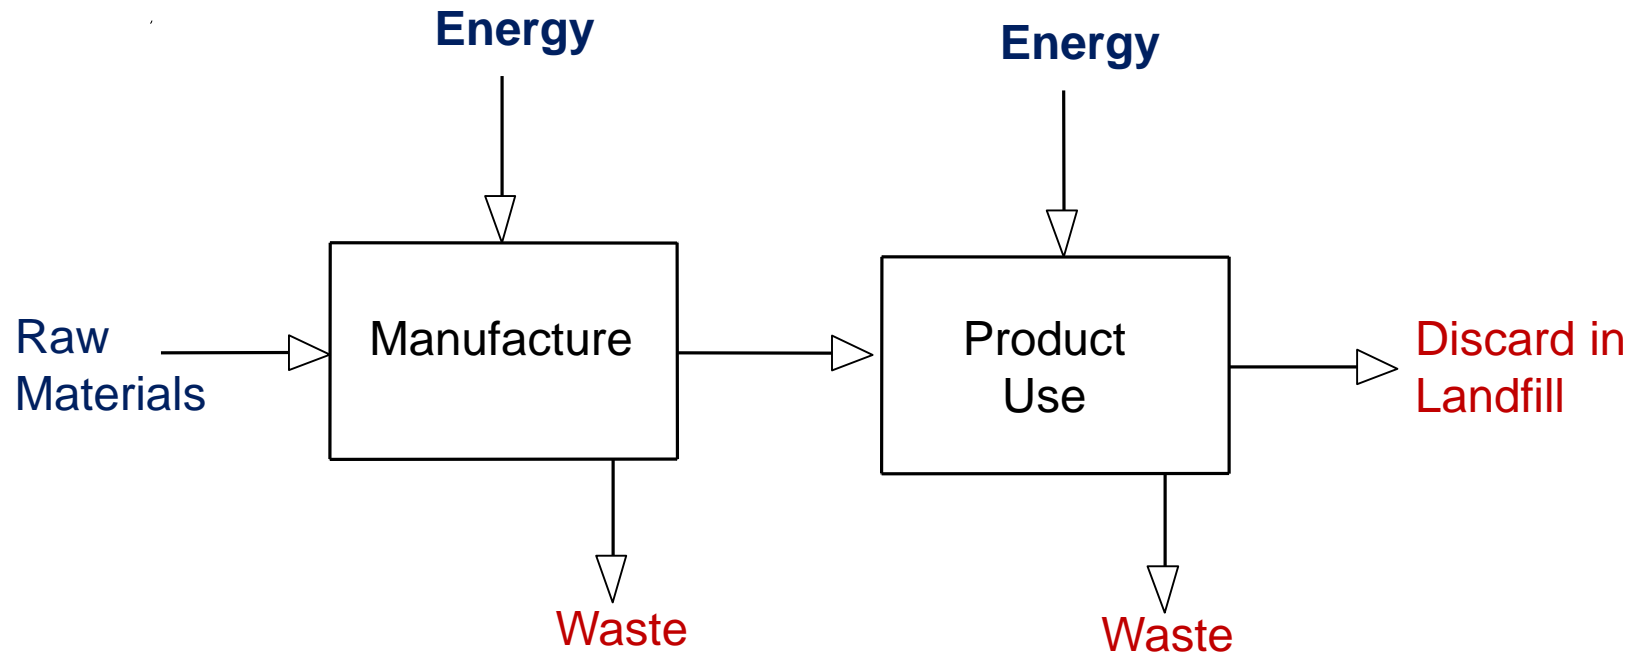 Energy
Energy
Raw
Materials
Manufacture
Product
Use
Discard in
Landfill
Waste
Waste